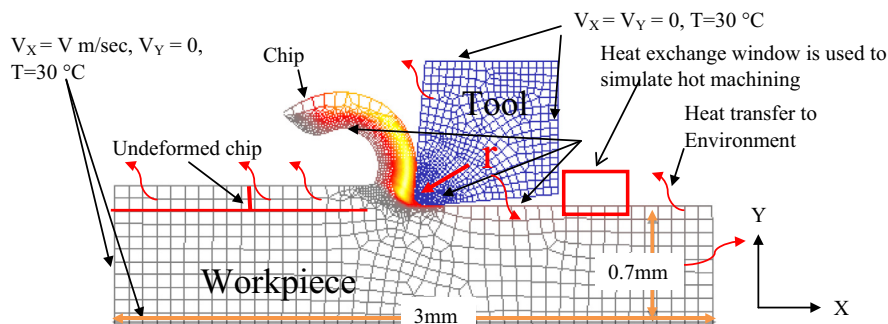 V_X = V m/sec, V_Y = 0,
T=30 °C
Chip
Undeformed chip
Workpiece
Tool
r
V_X = V_Y = 0, T=30 °C
Heat exchange window is used to
simulate hot machining
Heat transfer to
Environment
0.7mm
3mm
Y
X